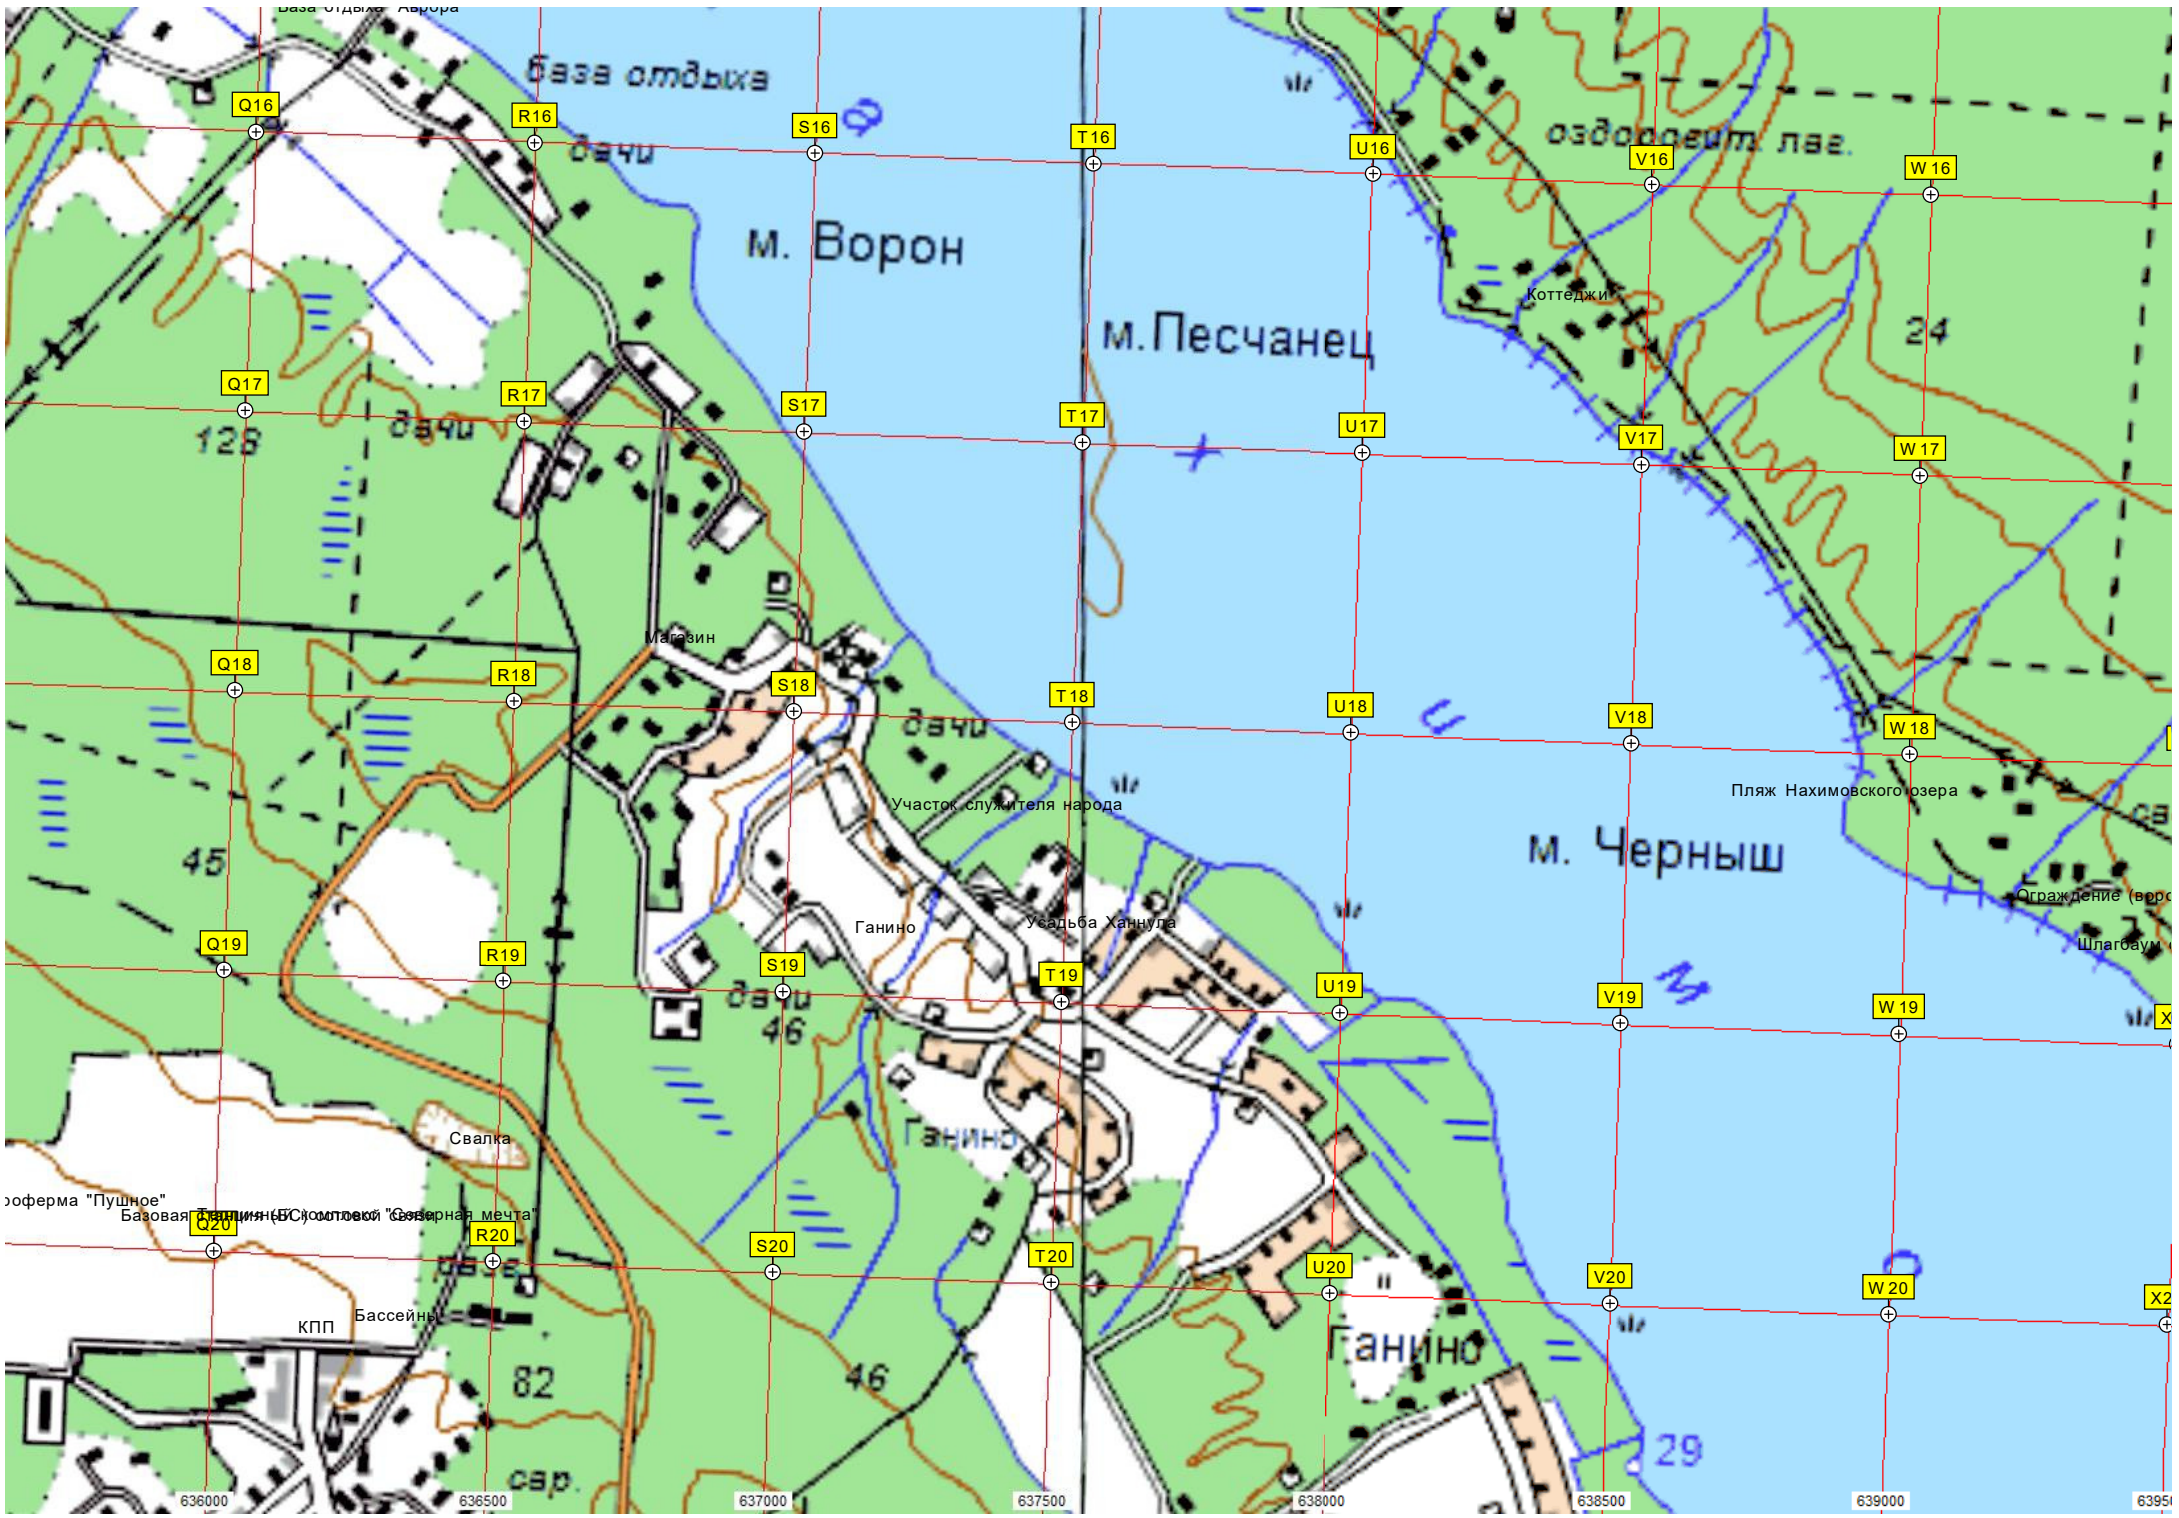 База отдыха "Аврора"
база отдыха
Q16
R16
S16
T16
U16
V16
W16
дачи
оздоровит. лаг.
м. Ворон
Коттеджи
м.Песчанец
24
Q17
R17
S17
T17
U17
V17
W17
128
дачи
Магазин
Q18
R18
S18
T18
U18
V18
W18
дачи
Участок служителя народа
Пляж Нахимовского озера
м. Черныш
45
Ганино
Усадьба Ханнула
Q19
R19
S19
T19
U19
V19
W19
дачи
46
Ганино
Свалка
Q20
R20
S20
T20
U20
V20
W20
база
Бассейны
КПП
82
46
Ганино
29
сар.
636000
636500
637000
637500
638000
638500
639000